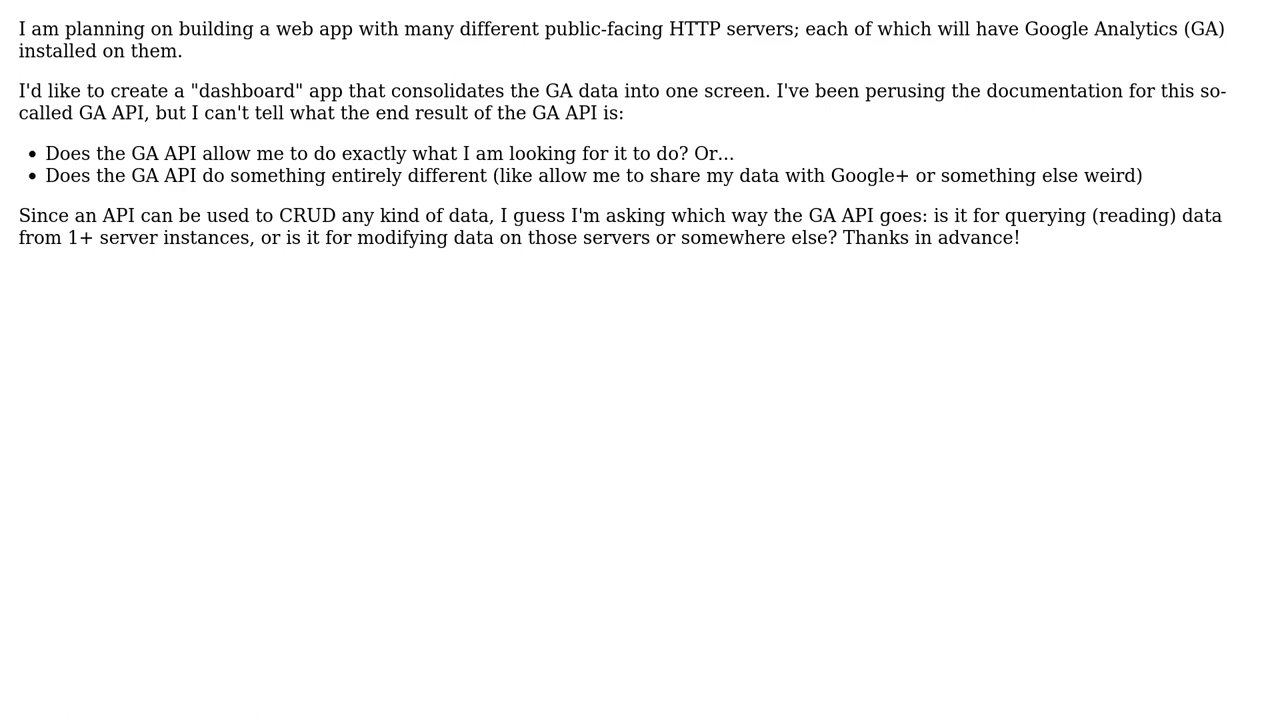 I am planning on building a web app with many different public-facing HTTP servers; each of which will have Google Analytics (GA)
installed on them.
I'd like to create a "dashboard" app that consolidates the GA data into one screen. I've been perusing the documentation for this so-
called GA API, but I can't tell what the end result of the GA API is:
• Does the GA API allow me to do exactly what I am looking for it to do? Or...
• Does the GA API do something entirely different (like allow me to share my data with Google+ or something else weird)
Since an API can be used to CRUD any kind of data, I guess I'm asking which way the GA API goes: is it for querying (reading) data
from 1+ server instances, or is it for modifying data on those servers or somewhere else? Thanks in advance!